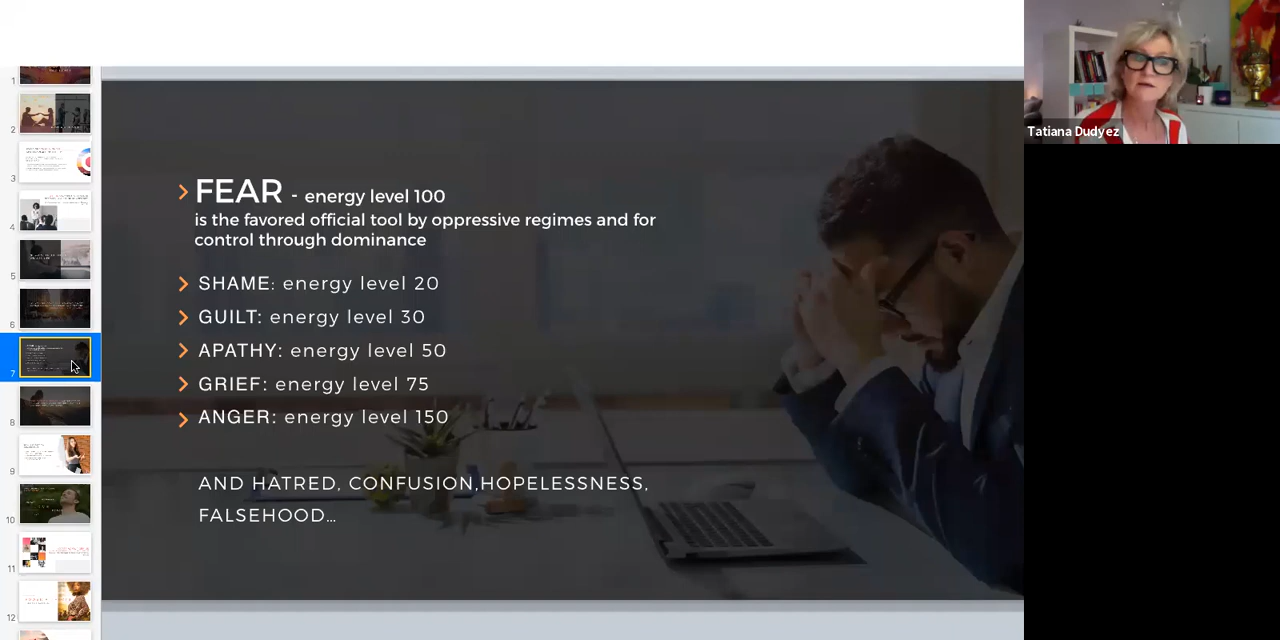 FEAR - energy level 100
is the favored official tool by oppressive regimes and for
control through dominance
SHAME: energy level 20
GUILT: energy level 30
APATHY: energy level 50
GRIEF: energy level 75
ANGER: energy level 150
AND HATRED, CONFUSION,HOPELESSNESS,
FALSEHOOD…
Tatiana Dudyez
1
2
3
4
5
6
7
8
9
10
11
12